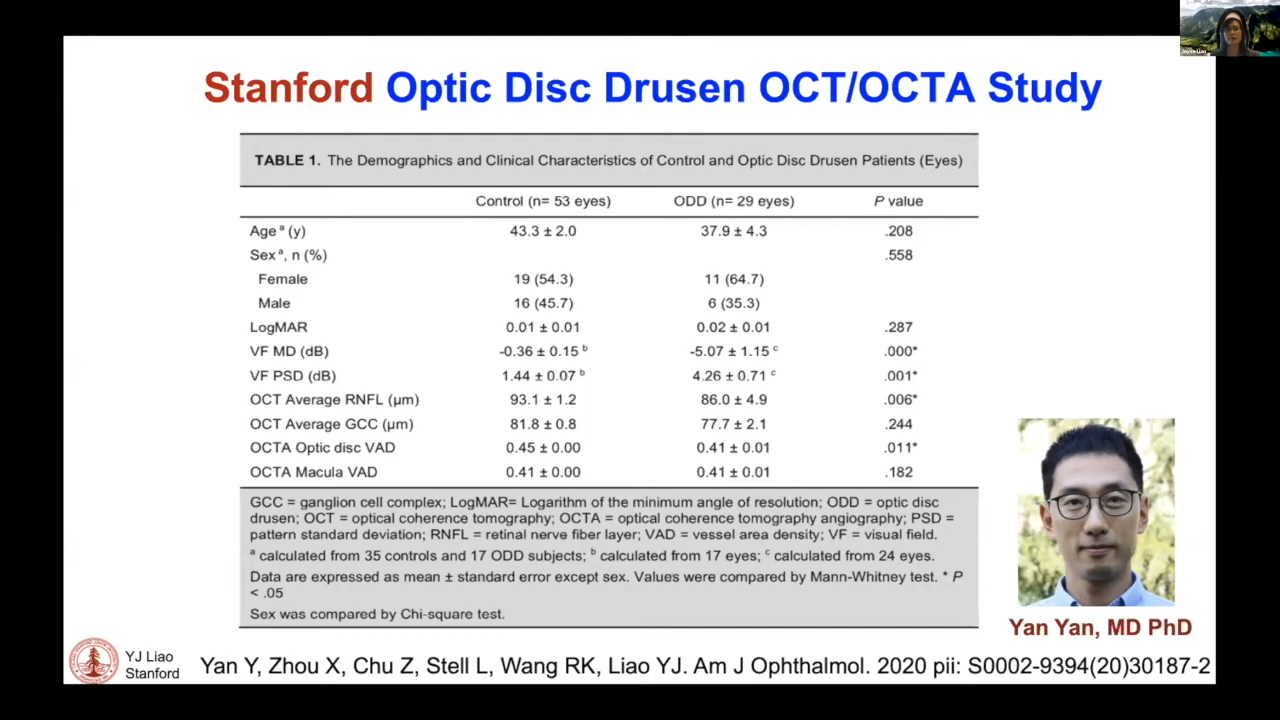 Joyce Liao
Stanford Optic Disc Drusen OCT/OCTA Study
TABLE 1. The Demographics and Clinical Characteristics of Control and Optic Disc Drusen Patients (Eyes)
Control (n= 53 eyes) ODD (n= 29 eyes) P value
Age ᵃ (y) 43.3 ± 2.0 37.9 ± 4.3 .208
Sex ᵃ, n (%) .558
Female 19 (54.3) 11 (64.7)
Male 16 (45.7) 6 (35.3)
LogMAR 0.01 ± 0.01 0.02 ± 0.01 .287
VF MD (dB) -0.36 ± 0.15 ᵇ -5.07 ± 1.15 ᶜ .000*
VF PSD (dB) 1.44 ± 0.07 ᵇ 4.26 ± 0.71 ᶜ .001*
OCT Average RNFL (μm) 93.1 ± 1.2 86.0 ± 4.9 .006*
OCT Average GCC (μm) 81.8 ± 0.8 77.7 ± 2.1 .244
OCTA Optic disc VAD 0.45 ± 0.00 0.41 ± 0.01 .011*
OCTA Macula VAD 0.41 ± 0.00 0.41 ± 0.01 .182
GCC = ganglion cell complex; LogMAR= Logarithm of the minimum angle of resolution; ODD = optic disc
drusen; OCT = optical coherence tomography; OCTA = optical coherence tomography angiography; PSD =
pattern standard deviation; RNFL = retinal nerve fiber layer; VAD = vessel area density; VF = visual field.
ᵃ calculated from 35 controls and 17 ODD subjects; ᵇ calculated from 17 eyes; ᶜ calculated from 24 eyes.
Data are expressed as mean ± standard error except sex. Values were compared by Mann-Whitney test. * P
< .05
Sex was compared by Chi-square test.
Yan Yan, MD PhD
YJ Liao
Stanford
Yan Y, Zhou X, Chu Z, Stell L, Wang RK, Liao YJ. Am J Ophthalmol. 2020 pii: S0002-9394(20)30187-2